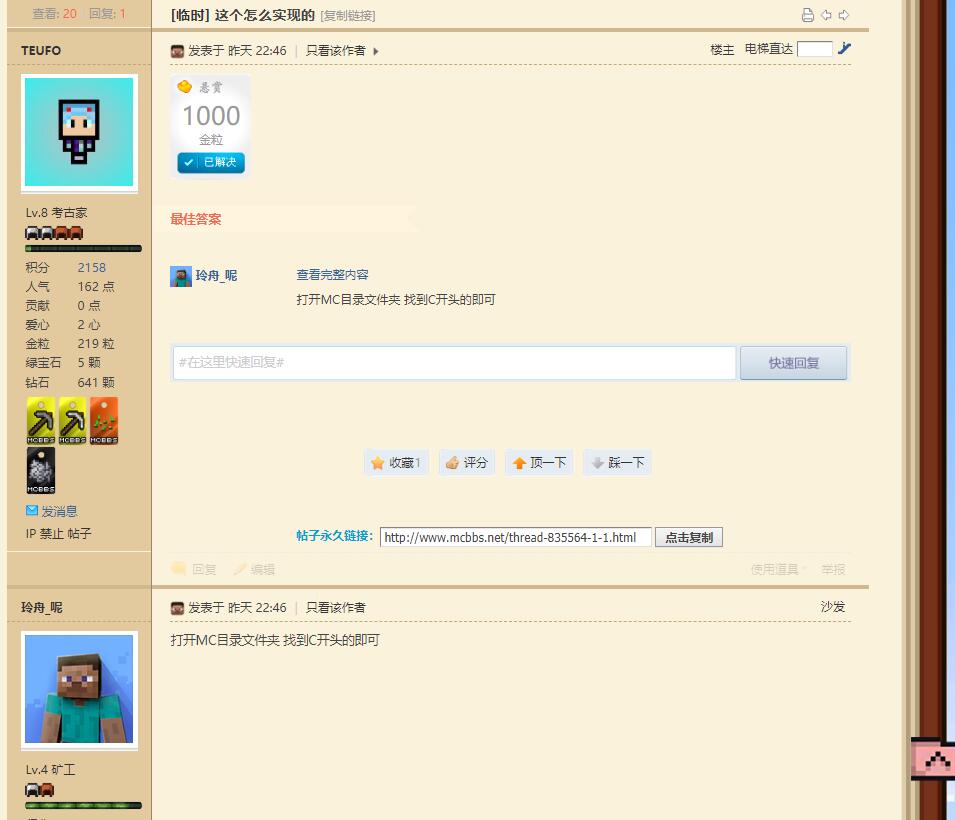 查看: 20 回复: 1
[临时] 这个怎么实现的 [复制链接]
TEUFO
发表于 昨天 22:46 | 只看该作者
楼主 电梯直达
悬赏
1000
金粒
已解决
Lv.8 考古家
积分 2158
人气 162 点
贡献 0 点
爱心 2 心
金粒 219 粒
绿宝石 5 颗
钻石 641 颗
MCBBS MCBBS MCBBS
MCBBS
发消息
IP 禁止 帖子
最佳答案
玲舟_呢 查看完整内容
打开MC目录文件夹 找到C开头的即可
#在这里快速回复# 快速回复
收藏1 评分 顶一下 踩一下
帖子永久链接: http://www.mcbbs.net/thread-835564-1-1.html 点击复制
回复 编辑 使用道具 举报
玲舟_呢
发表于 昨天 22:46 | 只看该作者 沙发
打开MC目录文件夹 找到C开头的即可
Lv.4 矿工